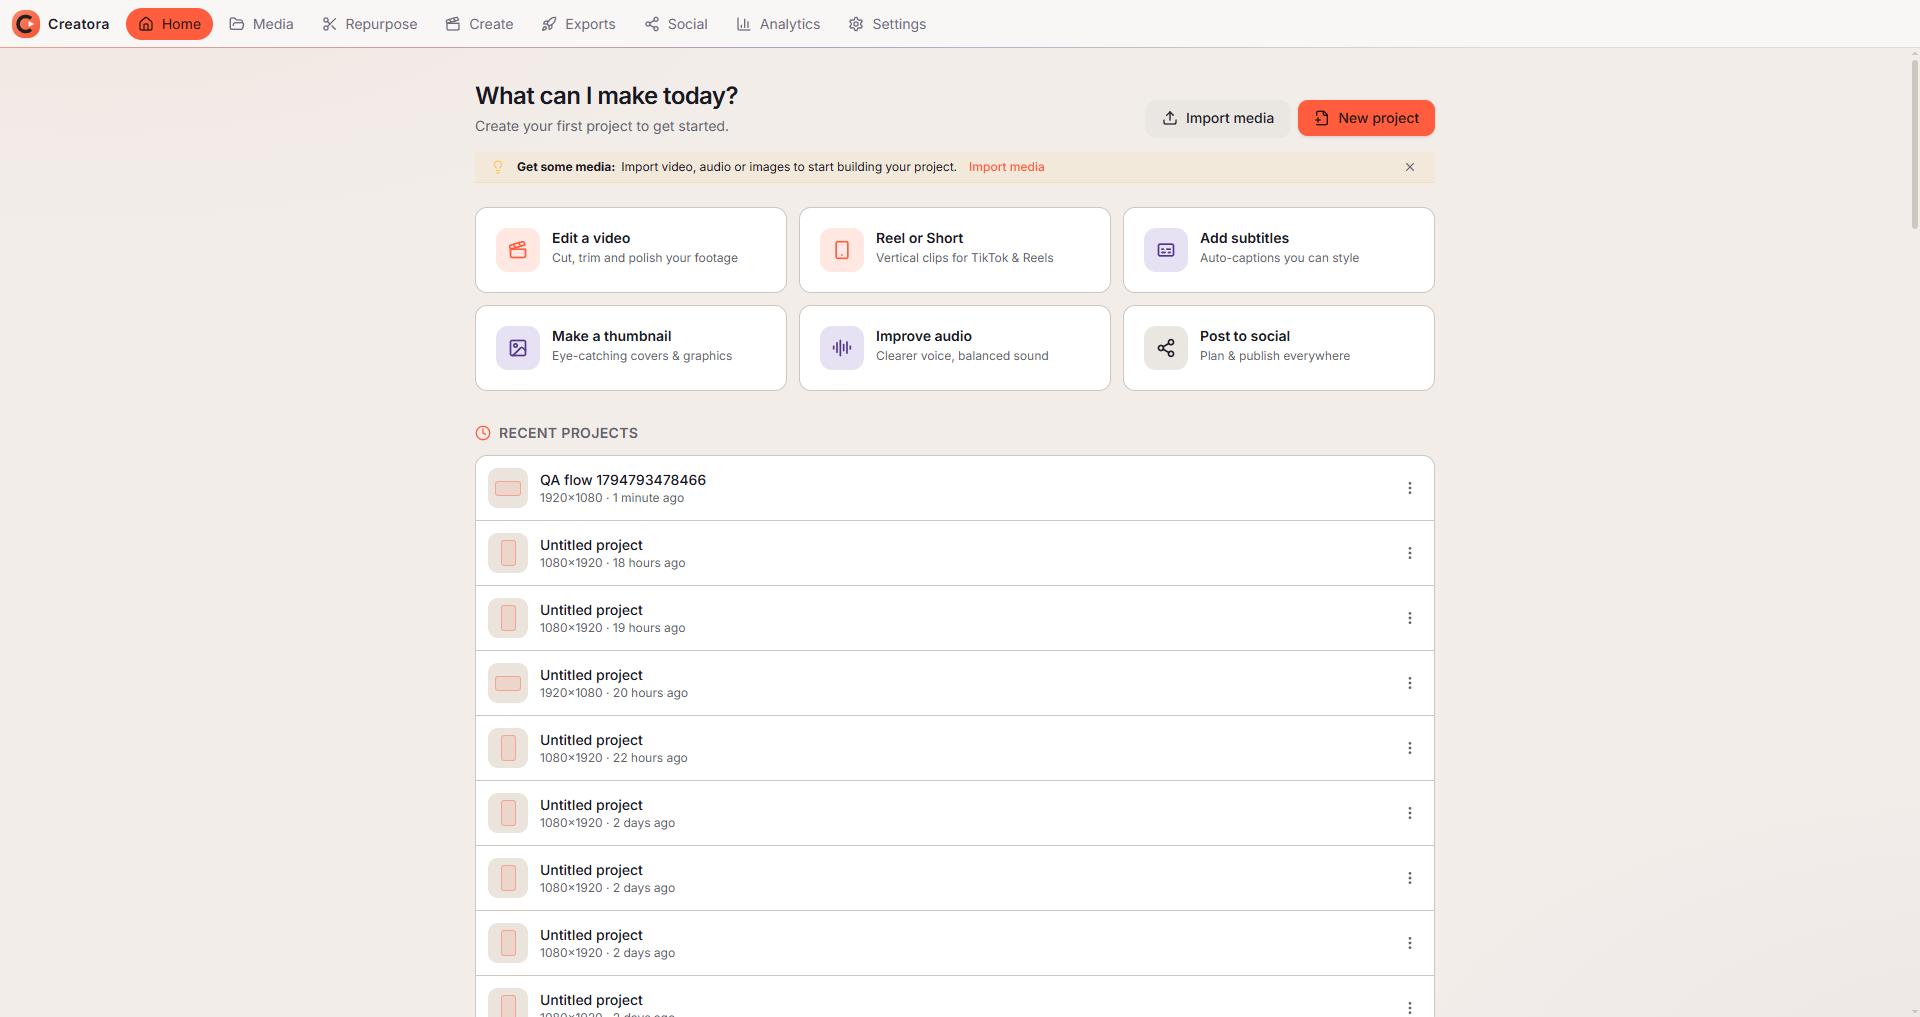 Creatora
Home
Media
Repurpose
Create
Exports
Social
Analytics
Settings
What can I make today?
Create your first project to get started.
Import media
New project
Get some media: Import video, audio or images to start building your project. Import media
Edit a video
Cut, trim and polish your footage
Reel or Short
Vertical clips for TikTok & Reels
Add subtitles
Auto-captions you can style
Make a thumbnail
Eye-catching covers & graphics
Improve audio
Clearer voice, balanced sound
Post to social
Plan & publish everywhere
RECENT PROJECTS
QA flow 1794793478466
1920×1080 · 1 minute ago
Untitled project
1080×1920 · 18 hours ago
Untitled project
1080×1920 · 19 hours ago
Untitled project
1920×1080 · 20 hours ago
Untitled project
1080×1920 · 22 hours ago
Untitled project
1080×1920 · 2 days ago
Untitled project
1080×1920 · 2 days ago
Untitled project
1080×1920 · 2 days ago
Untitled project
1080×1920 · 2 days ago